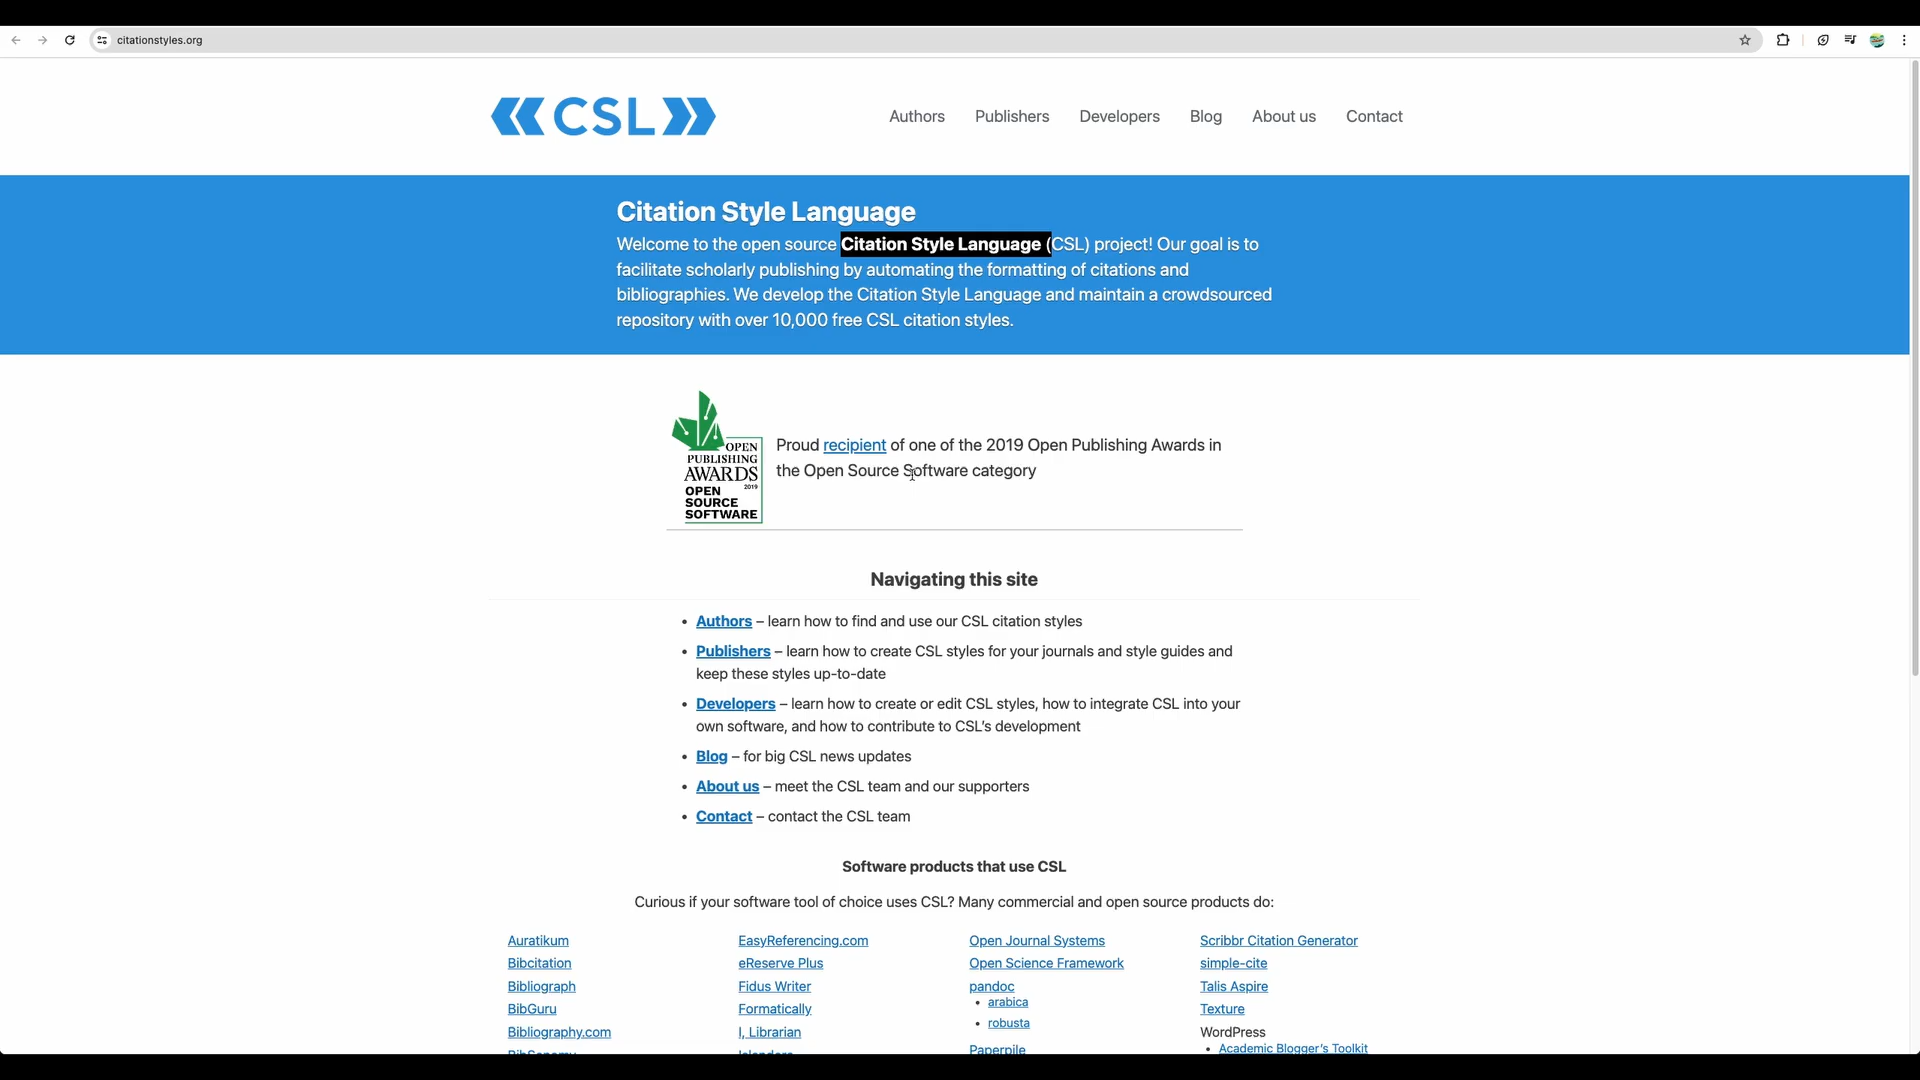 citationstyles.org
CSL
Authors Publishers Developers Blog About us Contact
Citation Style Language
Welcome to the open source Citation Style Language (CSL) project! Our goal is to
facilitate scholarly publishing by automating the formatting of citations and
bibliographies. We develop the Citation Style Language and maintain a crowdsourced
repository with over 10,000 free CSL citation styles.
OPEN
PUBLISHING
AWARDS
2019
OPEN
SOURCE
SOFTWARE
Proud recipient of one of the 2019 Open Publishing Awards in
the Open Source Software category
Navigating this site
• Authors – learn how to find and use our CSL citation styles
• Publishers – learn how to create CSL styles for your journals and style guides and
keep these styles up-to-date
• Developers – learn how to create or edit CSL styles, how to integrate CSL into your
own software, and how to contribute to CSL’s development
• Blog – for big CSL news updates
• About us – meet the CSL team and our supporters
• Contact – contact the CSL team
Software products that use CSL
Curious if your software tool of choice uses CSL? Many commercial and open source products do:
Auratikum
Bibcitation
Bibliograph
BibGuru
Bibliography.com
EasyReferencing.com
eReserve Plus
Fidus Writer
Formatically
I, Librarian
Open Journal Systems
Open Science Framework
pandoc
• arabica
• robusta
Paperpile
Scribbr Citation Generator
simple-cite
Talis Aspire
Texture
WordPress
• Academic Blogger’s Toolkit